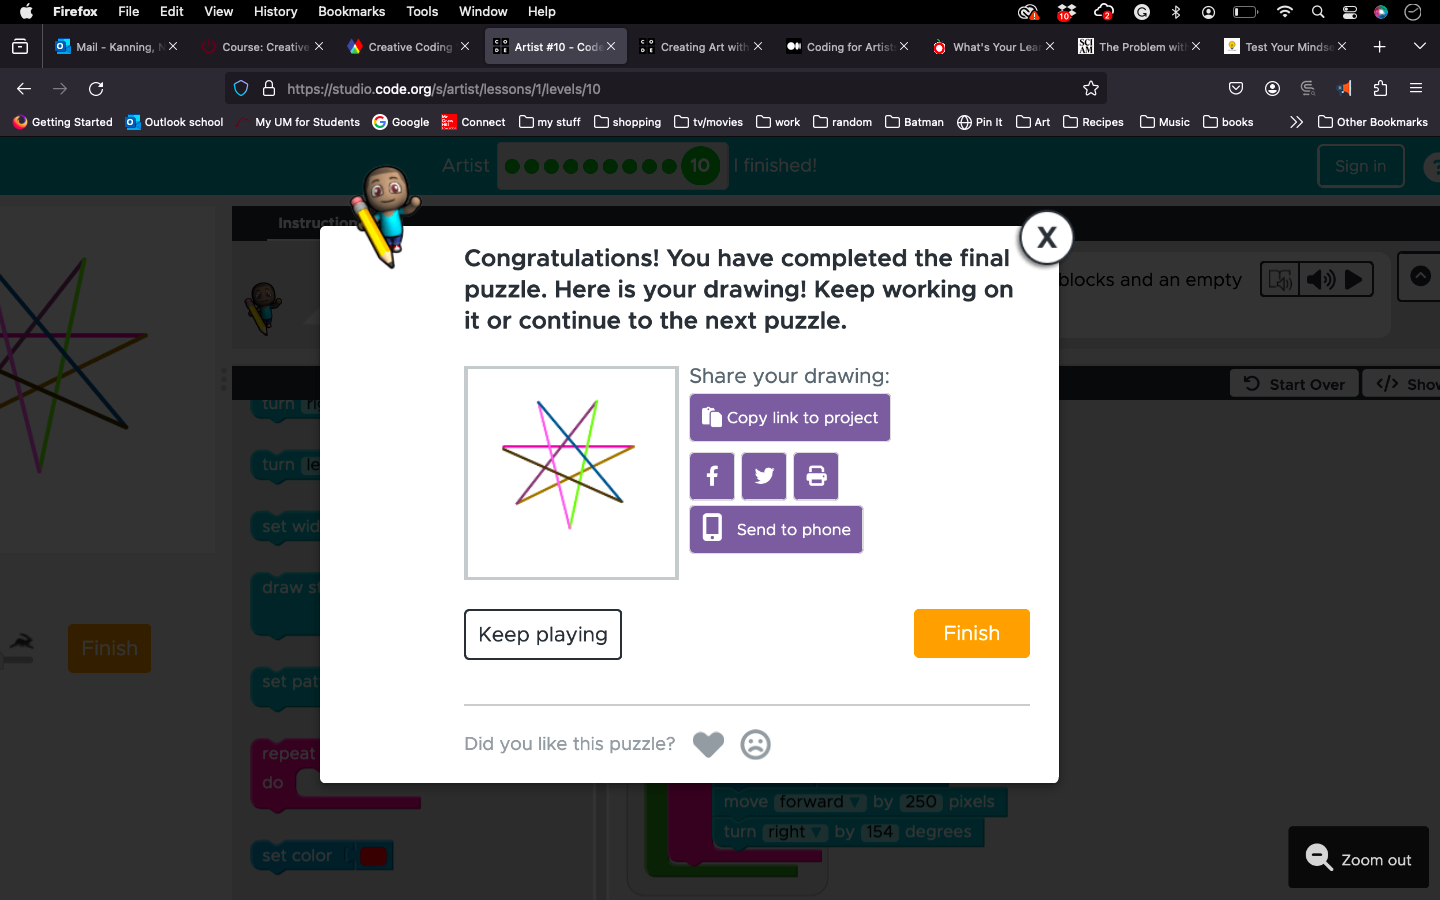 Firefox File Edit View History Bookmarks Tools Window Help
10 2
Mail - Kanning, N Course: Creative Creative Coding Artist #10 - Code Creating Art with Coding for Artist What's Your Lear The Problem with Test Your Mindse
https://studio.code.org/s/artist/lessons/1/levels/10
Getting Started Outlook school My UM for Students Google Connect my stuff shopping tv/movies work random Batman Pin It Art Recipes Music books Other Bookmarks
Artist 10 I finished! Sign in ?
Instruction
X
Congratulations! You have completed the final
puzzle. Here is your drawing! Keep working on
it or continue to the next puzzle.
blocks and an empty
Share your drawing:
Start Over </> Show
Copy link to project
turn
turn
set wid
Send to phone
draw st
Keep playing
Finish
Finish
set pat
Did you like this puzzle?
repeat
do
move forward by 250 pixels
turn right by 154 degrees
set color
Zoom out